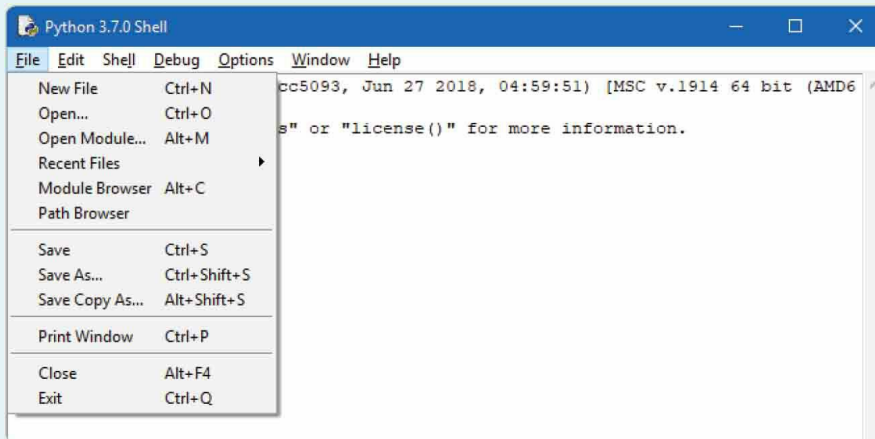 Python 3.7.0 Shell
File Edit Shell Debug Options Window Help
New File Ctrl+N
Open... Ctrl+O
Open Module... Alt+M
Recent Files
Module Browser Alt+C
Path Browser
Save Ctrl+S
Save As... Ctrl+Shift+S
Save Copy As... Alt+Shift+S
Print Window Ctrl+P
Close Alt+F4
Exit Ctrl+Q
cc5093, Jun 27 2018, 04:59:51) [MSC v.1914 64 bit (AMD6
s" or "license()" for more information.